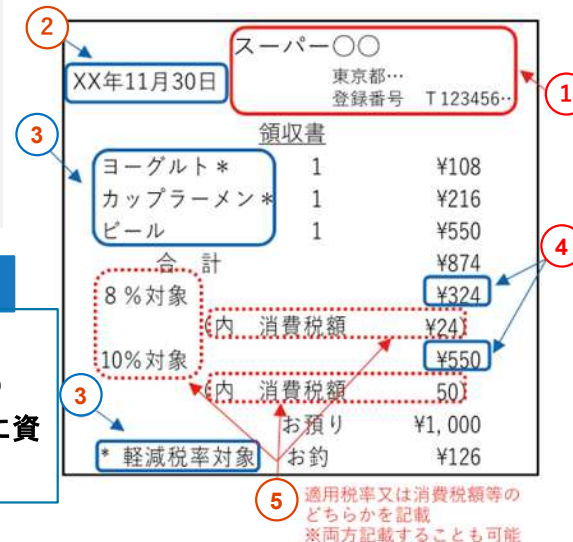 ②
スーパー〇〇
XX年11月30日
東京都…
登録番号 T 123456‥
①
領収書
③
ヨーグルト＊ 1 ¥108
カップラーメン＊ 1 ¥216
ビール 1 ¥550
④
合 計 ¥874
8％対象 ¥324
(内 消費税額 ¥24)
10％対象 ¥550
(内 消費税額 50)
に資
③
お預り ¥1,000
＊ 軽減税率対象 お釣 ¥126
⑤
適用税率又は消費税額等の
どちらかを記載
※両方記載することも可能